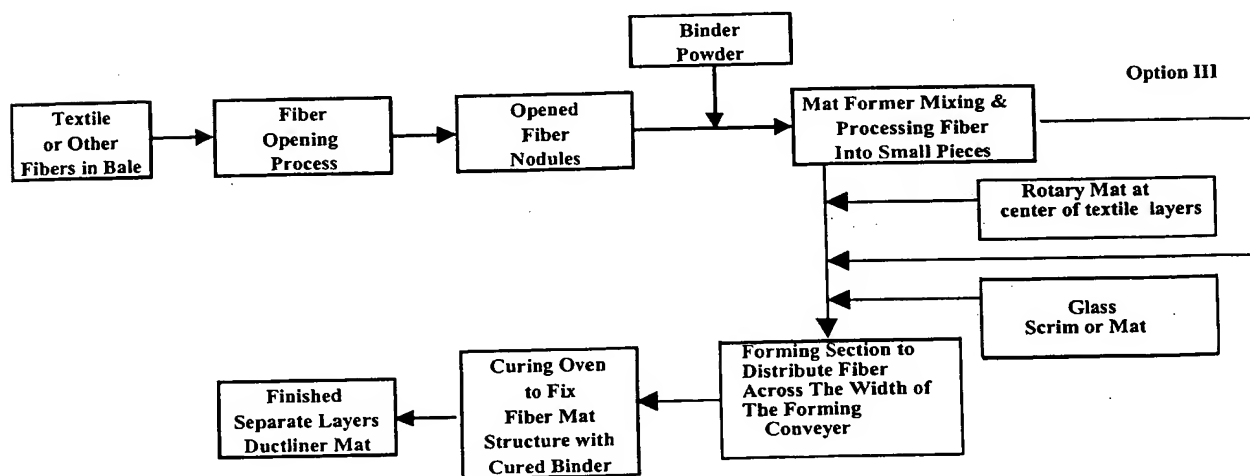 Binder
Powder
Option III
Textile
or Other
Fibers in Bale
Fiber
Opening
Process
Opened
Fiber
Nodules
Mat Former Mixing &
Processing Fiber
Into Small Pieces
Rotary Mat at
center of textile layers
Glass
Scrim or Mat
Forming Section to
Distribute Fiber
Across The Width of
The Forming
Conveyer
Curing Oven
to Fix
Fiber Mat
Structure with
Cured Binder
Finished
Separate Layers
Ductliner Mat